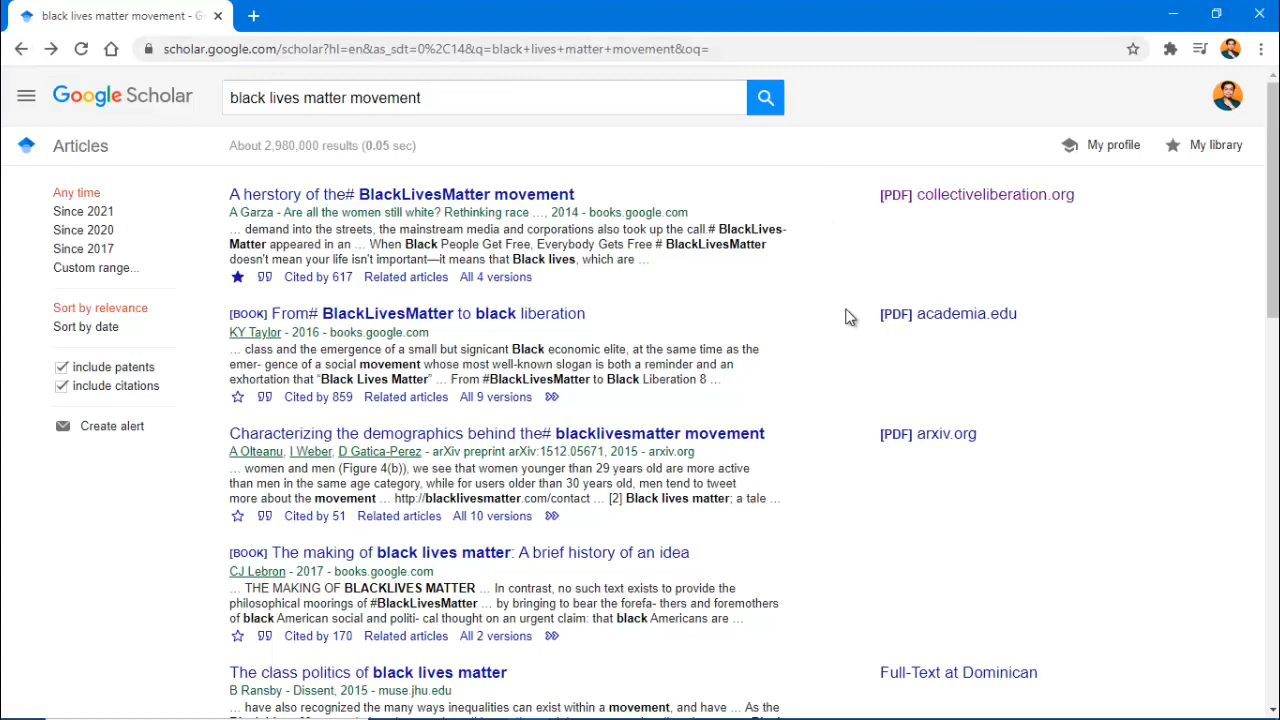 black lives matter movement - G
scholar.google.com/scholar?hl=en&as_sdt=0%2C14&q=black+lives+matter+movement&oq=
Google Scholar
black lives matter movement
Articles
About 2,980,000 results (0.05 sec)
My profile
My library
Any time
Since 2021
Since 2020
Since 2017
Custom range...
Sort by relevance
Sort by date
include patents
include citations
Create alert
A herstory of the# BlackLivesMatter movement
[PDF] collectiveliberation.org
A Garza - Are all the women still white? Rethinking race …, 2014 - books.google.com
… demand into the streets, the mainstream media and corporations also took up the call.# BlackLives-
Matter appeared in an … When Black People Get Free, Everybody Gets Free # BlackLivesMatter
doesn't mean your life isn't important—it means that Black lives, which are …
Cited by 617 Related articles All 4 versions
[BOOK] From# BlackLivesMatter to black liberation
[PDF] academia.edu
KY Taylor - 2016 - books.google.com
… class and the emergence of a small but signicant Black economic elite, at the same time as the
emer- gence of a social movement whose most well-known slogan is both a reminder and an
exhortation that “Black Lives Matter” … From #BlackLivesMatter to Black Liberation 8 …
Cited by 859 Related articles All 9 versions
Characterizing the demographics behind the# blacklivesmatter movement
[PDF] arxiv.org
A Olteanu, I Weber, D Gatica-Perez - arXiv preprint arXiv:1512.05671, 2015 - arxiv.org
… women and men (Figure 4(b)), we see that women younger than 29 years old are more active
than men in the same age category, while for users older than 30 years old, men tend to tweet
more about the movement … http://blacklivesmatter.com/contact … [2] Black lives matter; a tale …
Cited by 51 Related articles All 10 versions
[BOOK] The making of black lives matter: A brief history of an idea
CJ Lebron - 2017 - books.google.com
… THE MAKING OF BLACKLIVES MATTER … In contrast, no such text exists to provide the
philosophical moorings of #BlackLivesMatter … by bringing to bear the forefa- thers and foremothers
of black American social and politi- cal thought on an urgent claim: that black Americans are …
Cited by 170 Related articles All 2 versions
The class politics of black lives matter
Full-Text at Dominican
B Ransby - Dissent, 2015 - muse.jhu.edu
… have also recognized the many ways inequalities can exist within a movement, and have … As the